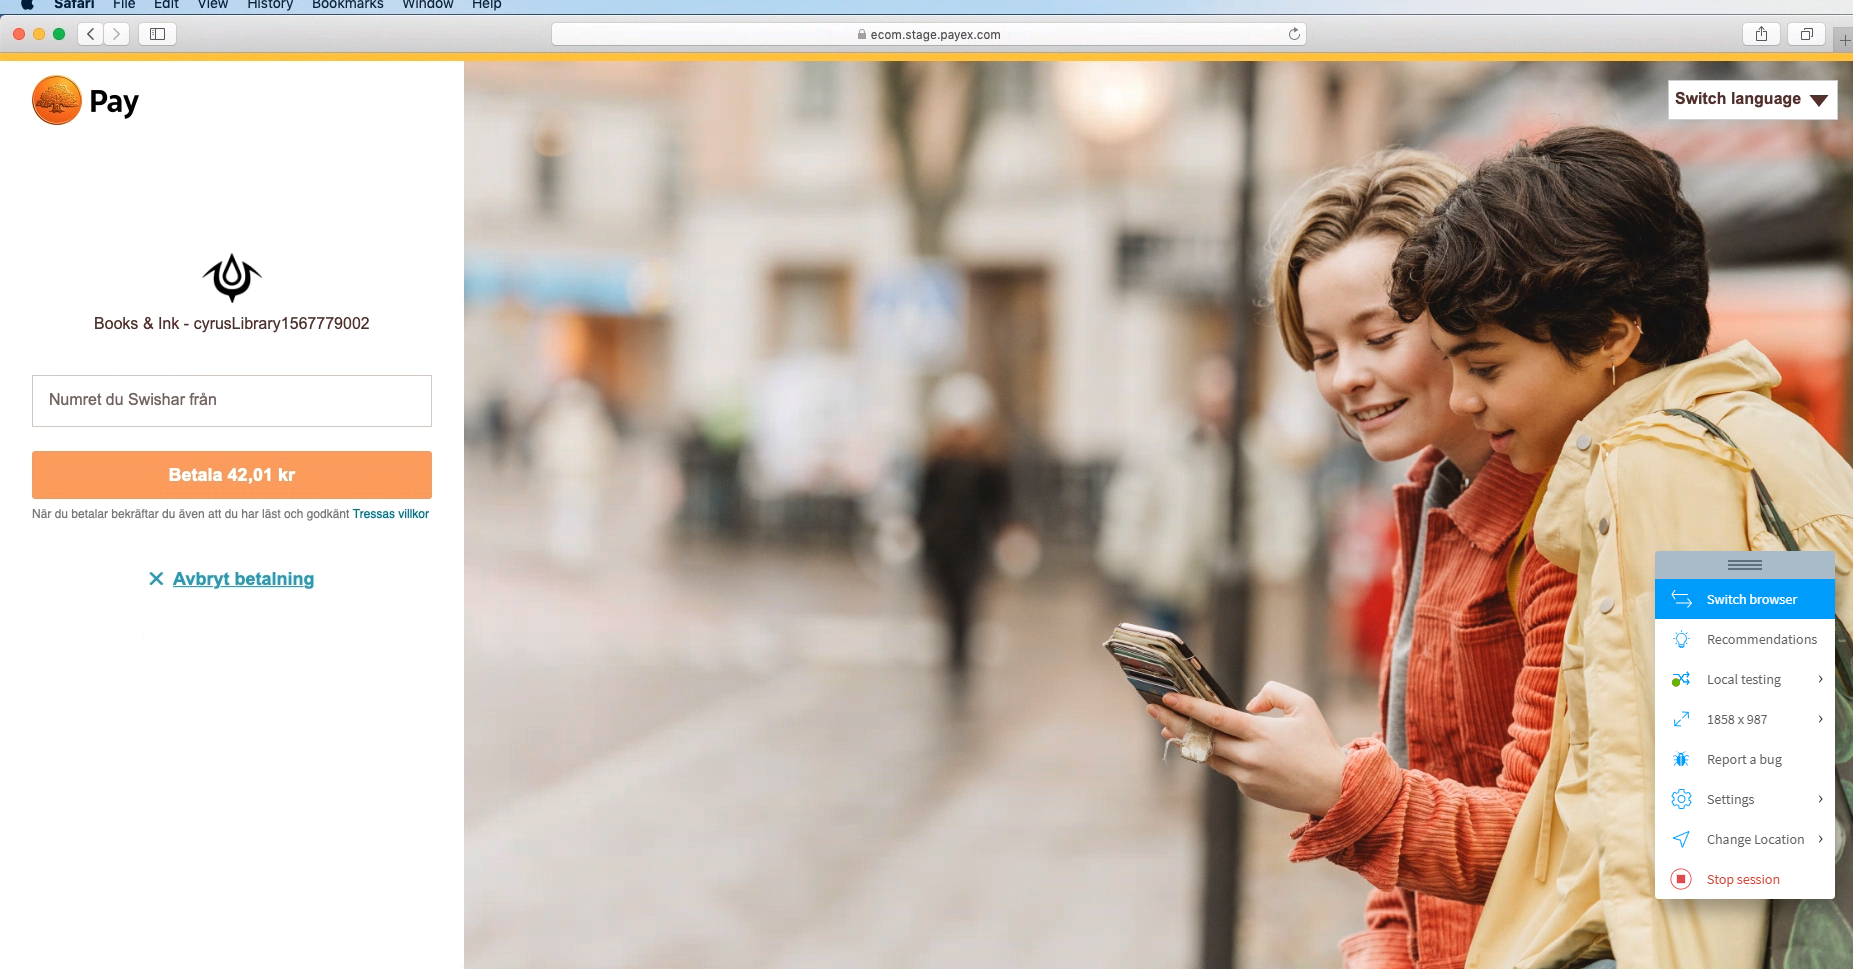 Safari File Edit View History Bookmarks Window Help
ecom.stage.payex.com
Pay
Switch language
Books & Ink - cyrusLibrary1567779002
Numret du Swishar från
Betala 42,01 kr
När du betalar bekräftar du även att du har läst och godkänt Tressas villkor
Avbryt betalning
Switch browser
Recommendations
Local testing
1858 x 987
Report a bug
Settings
Change Location
Stop session